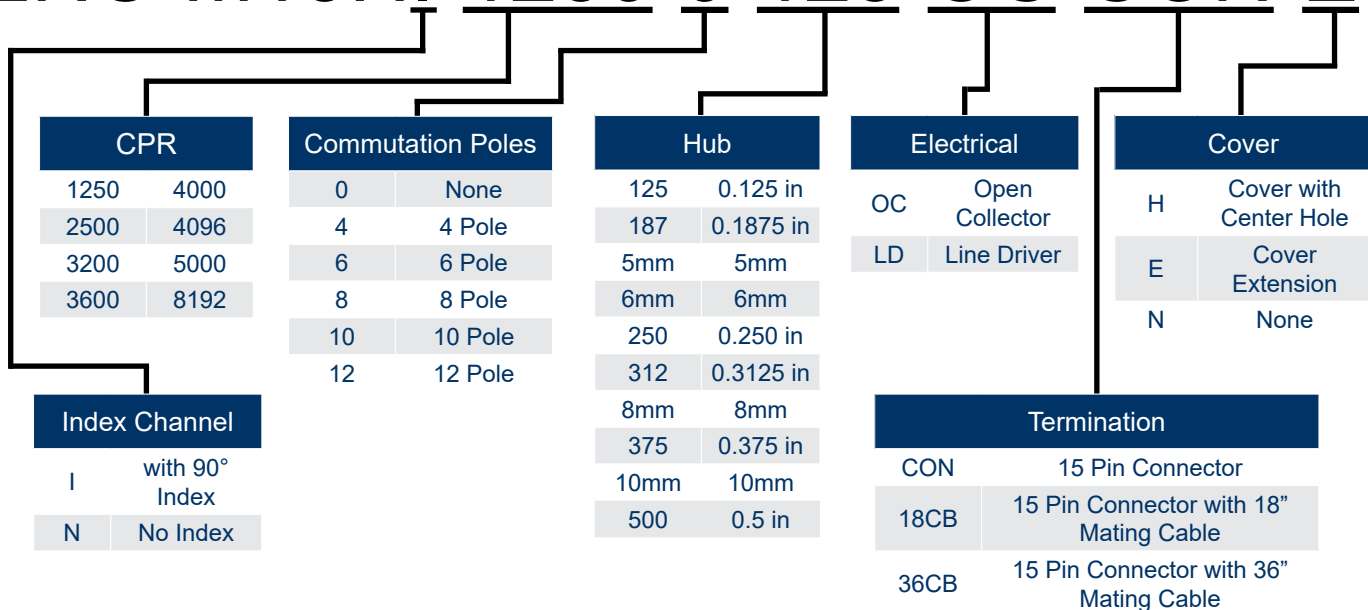 CPR
1250 4000
2500 4096
3200 5000
3600 8192
Commutation Poles
0 None
4 4 Pole
6 6 Pole
8 8 Pole
10 10 Pole
12 12 Pole
Hub
125 0.125 in
187 0.1875 in
5mm 5mm
6mm 6mm
250 0.250 in
312 0.3125 in
8mm 8mm
375 0.375 in
10mm 10mm
500 0.5 in
Electrical
OC Open
Collector
LD Line Driver
Cover
H Cover with
Center Hole
E Cover
Extension
N None
Index Channel
I with 90°
Index
N No Index
Termination
CON 15 Pin Connector
18CB 15 Pin Connector with 18”
Mating Cable
36CB 15 Pin Connector with 36”
Mating Cable